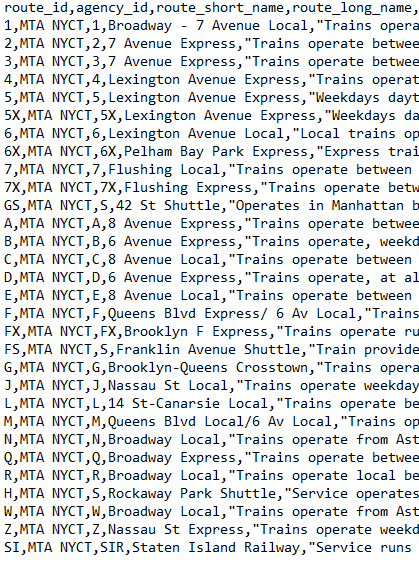 route_id,agency_id,route_short_name,route_long_name,
1,MTA NYCT,1,Broadway - 7 Avenue Local,"Trains opera
2,MTA NYCT,2,7 Avenue Express,"Trains operate betwee
3,MTA NYCT,3,7 Avenue Express,"Trains operate betwee
4,MTA NYCT,4,Lexington Avenue Express,"Trains operat
5,MTA NYCT,5,Lexington Avenue Express,"Weekdays dayt
5X,MTA NYCT,5X,Lexington Avenue Express,"Weekdays da
6,MTA NYCT,6,Lexington Avenue Local,"Local trains op
6X,MTA NYCT,6X,Pelham Bay Park Express,"Express trai
7,MTA NYCT,7,Flushing Local,"Trains operate between
7X,MTA NYCT,7X,Flushing Express,"Trains operate betw
GS,MTA NYCT,S,42 St Shuttle,"Operates in Manhattan b
A,MTA NYCT,A,8 Avenue Express,"Trains operate betwee
B,MTA NYCT,B,6 Avenue Express,"Trains operate, weekd
C,MTA NYCT,C,8 Avenue Local,"Trains operate between
D,MTA NYCT,D,6 Avenue Express,"Trains operate, at al
E,MTA NYCT,E,8 Avenue Local,"Trains operate between
F,MTA NYCT,F,Queens Blvd Express/ 6 Av Local,"Trains
FX,MTA NYCT,FX,Brooklyn F Express,"Trains operate ru
FS,MTA NYCT,S,Franklin Avenue Shuttle,"Train provide
G,MTA NYCT,G,Brooklyn-Queens Crosstown,"Trains opera
J,MTA NYCT,J,Nassau St Local,"Trains operate weekday
L,MTA NYCT,L,14 St-Canarsie Local,"Trains operate be
M,MTA NYCT,M,Queens Blvd Local/6 Av Local,"Trains op
N,MTA NYCT,N,Broadway Local,"Trains operate from Ast
Q,MTA NYCT,Q,Broadway Express,"Trains operate betwee
R,MTA NYCT,R,Broadway Local,"Trains operate local be
H,MTA NYCT,S,Rockaway Park Shuttle,"Service operates
W,MTA NYCT,W,Broadway Local,"Trains operate from Ast
Z,MTA NYCT,Z,Nassau St Express,"Trains operate weekd
SI,MTA NYCT,SIR,Staten Island Railway,"Service runs